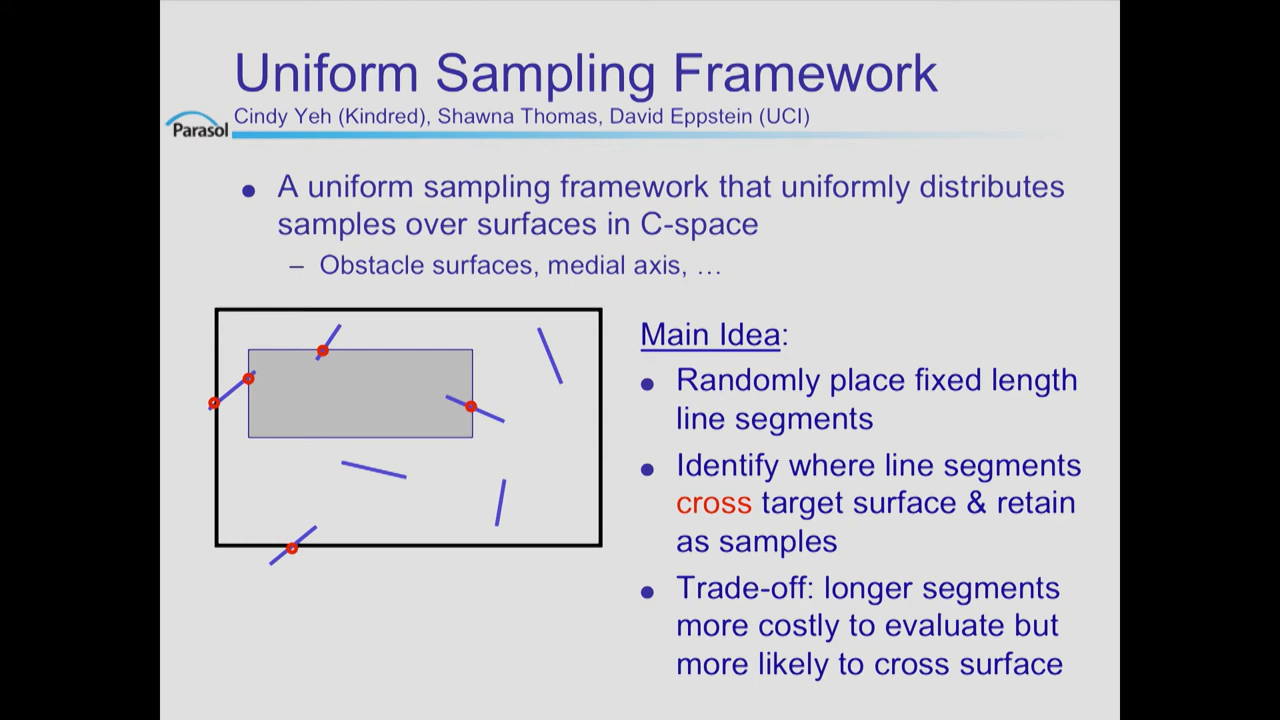 Uniform Sampling Framework
Cindy Yeh (Kindred), Shawna Thomas, David Eppstein (UCI)
Parasol
● A uniform sampling framework that uniformly distributes
samples over surfaces in C-space
– Obstacle surfaces, medial axis, …
Main Idea:
● Randomly place fixed length
line segments
● Identify where line segments
cross target surface & retain
as samples
● Trade-off: longer segments
more costly to evaluate but
more likely to cross surface